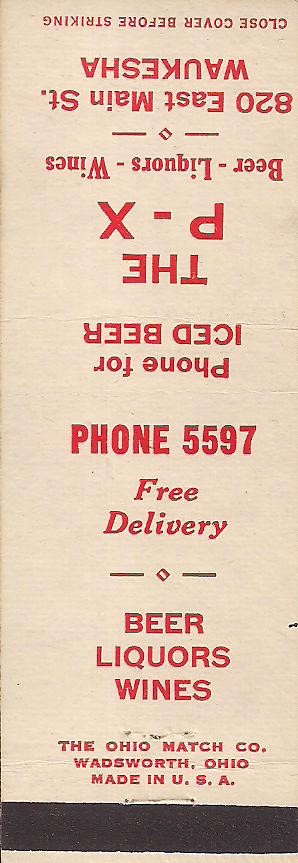 Phone for
ICED BEER
THE
P - X
Beer - Liquors - Wines
820 East Main St.
WAUKESHA
CLOSE COVER BEFORE STRIKING
PHONE 5597
Free
Delivery
BEER
LIQUORS
WINES
THE OHIO MATCH CO.
WADSWORTH, OHIO
MADE IN U. S. A.